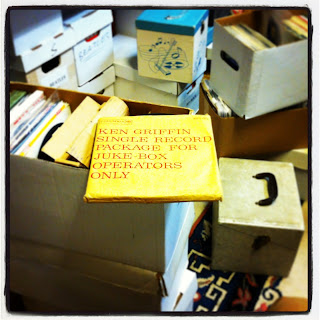 KEN GRIFFIN
SINGLE RECORD
PACKAGE FOR
JUKE-BOX
OPERATORS
ONLY